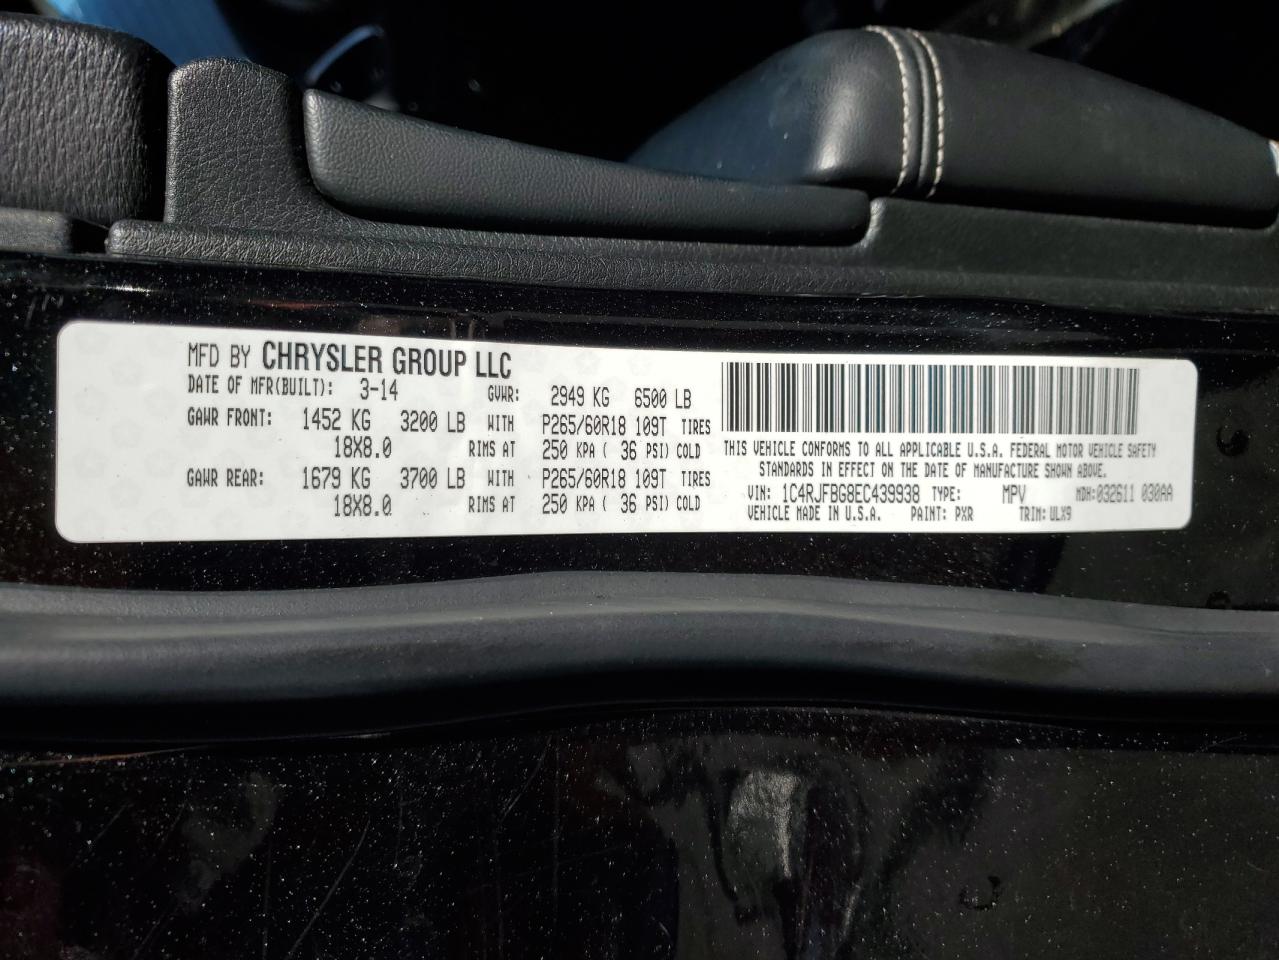 MFD BY CHRYSLER GROUP LLC
DATE OF MFR(BUILT): 3-14 GVWR: 2949 KG 6500 LB
GAWR FRONT: 1452 KG 3200 LB WITH P265/60R18 109T TIRES
18X8.0 RIMS AT 250 KPA ( 36 PSI) COLD
GAWR REAR: 1679 KG 3700 LB WITH P265/60R18 109T TIRES
18X8.0 RIMS AT 250 KPA ( 36 PSI) COLD
THIS VEHICLE CONFORMS TO ALL APPLICABLE U.S.A. FEDERAL MOTOR VEHICLE SAFETY
STANDARDS IN EFFECT ON THE DATE OF MANUFACTURE SHOWN ABOVE.
VIN: 1C4RJFBG8EC439938 TYPE: MPV MDH:032611 030AA
VEHICLE MADE IN U.S.A. PAINT: PXR TRIM: ULX9